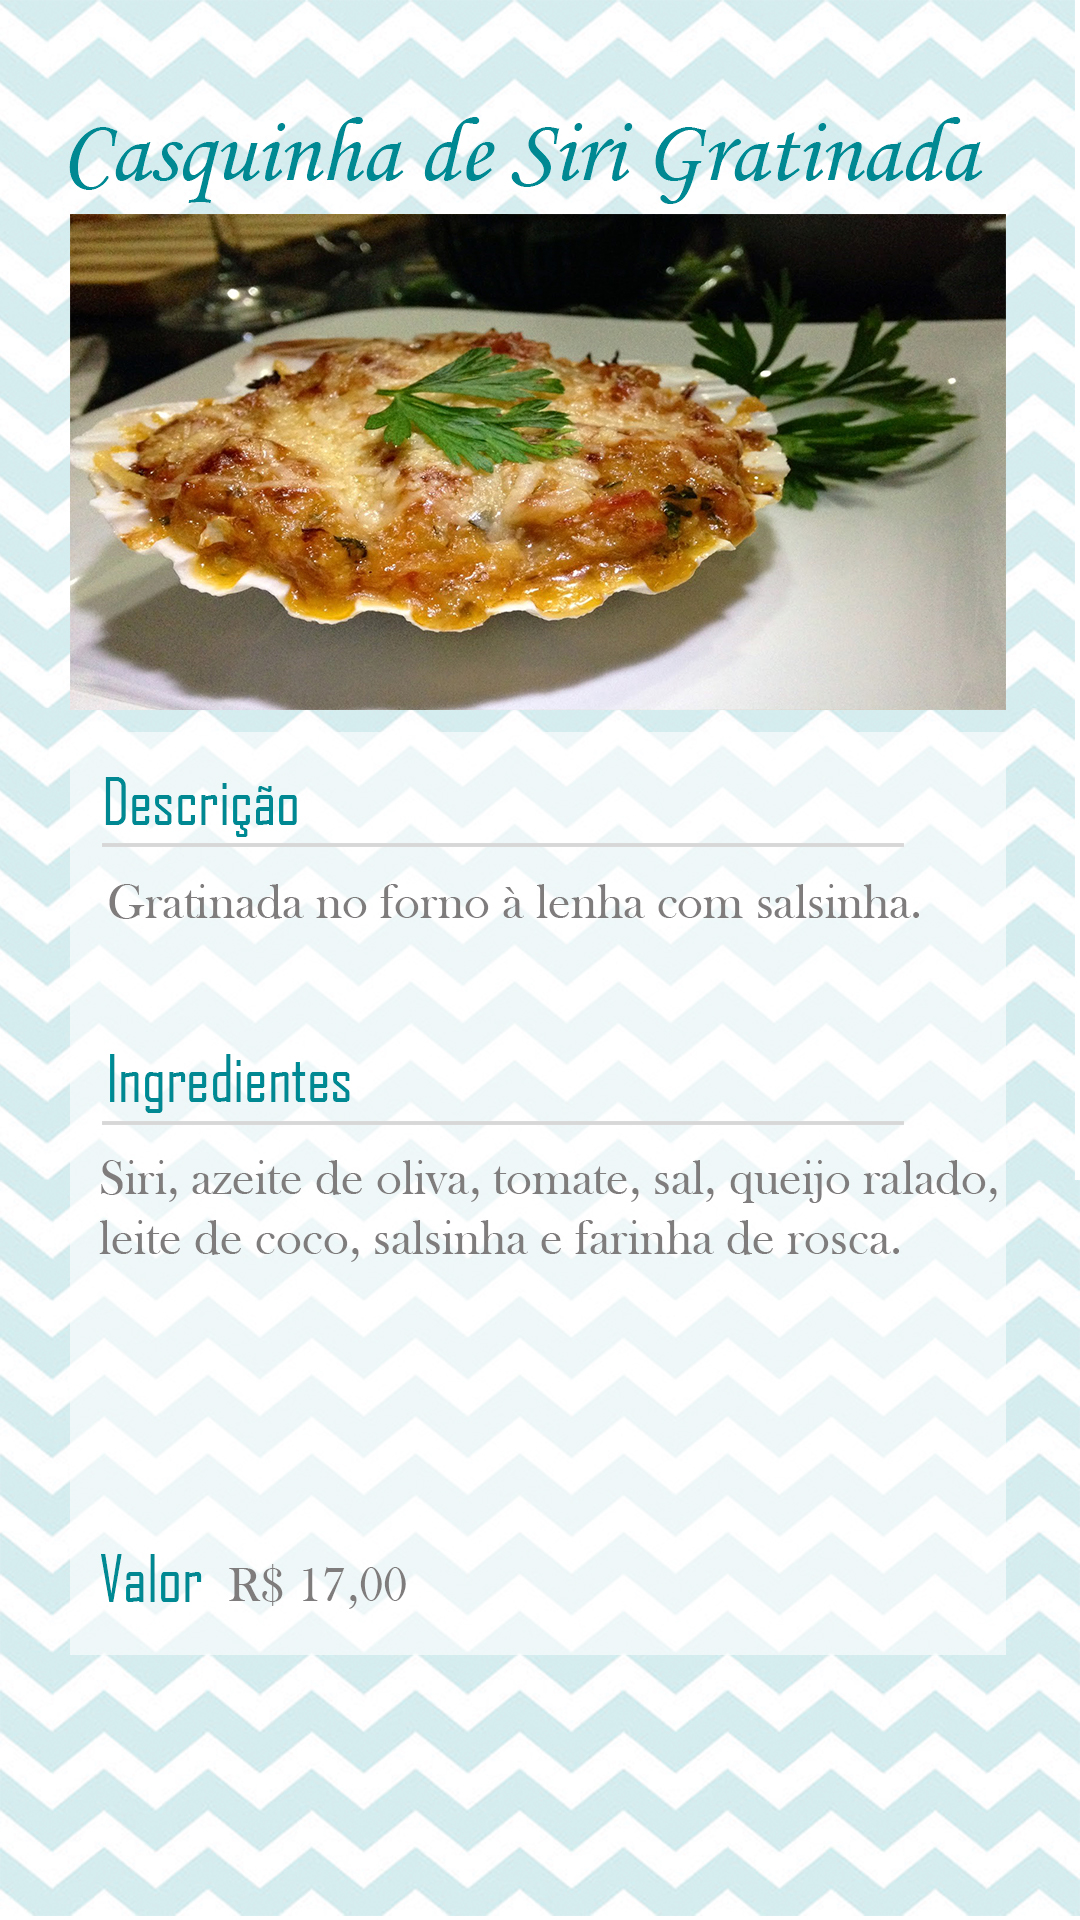 Casquinha de Siri Gratinada
Descrição
Gratinada no forno à lenha com salsinha.
Ingredientes
Siri, azeite de oliva, tomate, sal, queijo ralado,
leite de coco, salsinha e farinha de rosca.
Valor R$ 17,00